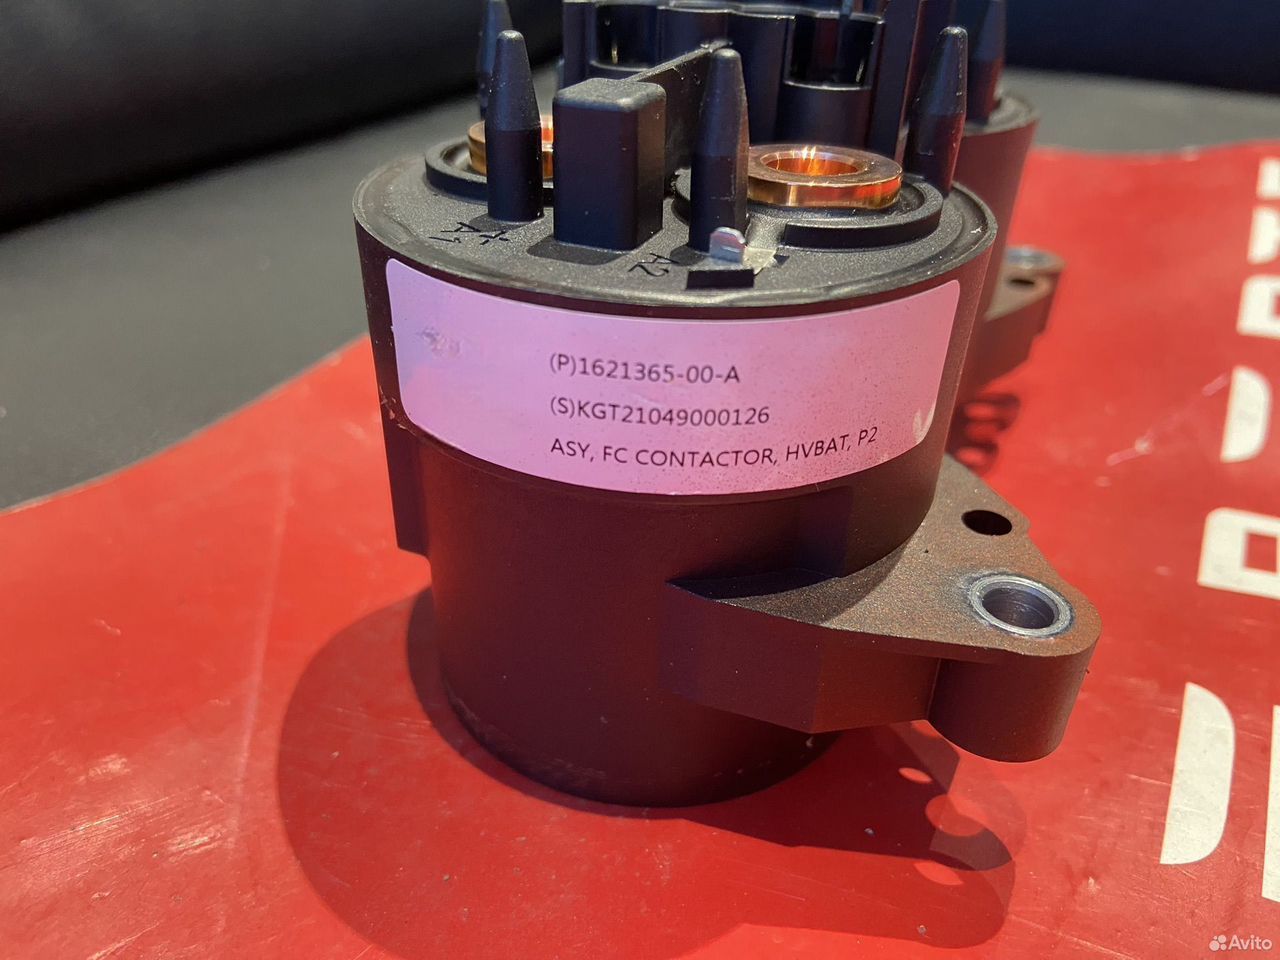 +
A1
A2
(P)1621365-00-A
(S)KGT21049000126
ASY, FC CONTACTOR, HVBAT, P2
Avito